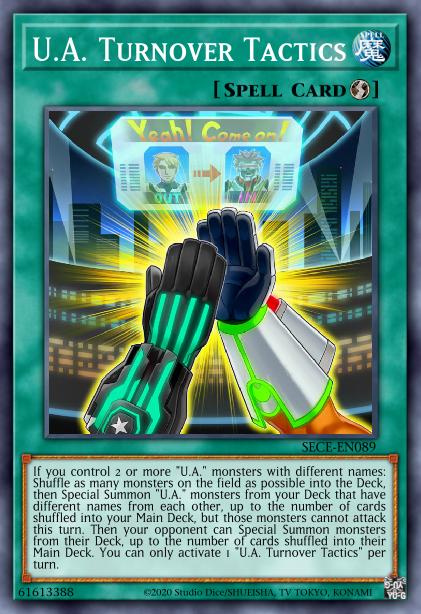 U.A. TURNOVER TACTICS
SPELL
魔
[SPELL CARD]
Yeah! Come on!
OUT
IN
SECE-EN089
If you control 2 or more "U.A." monsters with different names:
Shuffle as many monsters on the field as possible into the Deck,
then Special Summon "U.A." monsters from your Deck that have
different names from each other, up to the number of cards
shuffled into your Main Deck, but those monsters cannot attack
this turn. Then your opponent can Special Summon monsters
from their Deck, up to the number of cards shuffled into their
Main Deck. You can only activate 1 "U.A. Turnover Tactics" per
turn.
61613388
©2020 Studio Dice/SHUEISHA, TV TOKYO, KONAMI